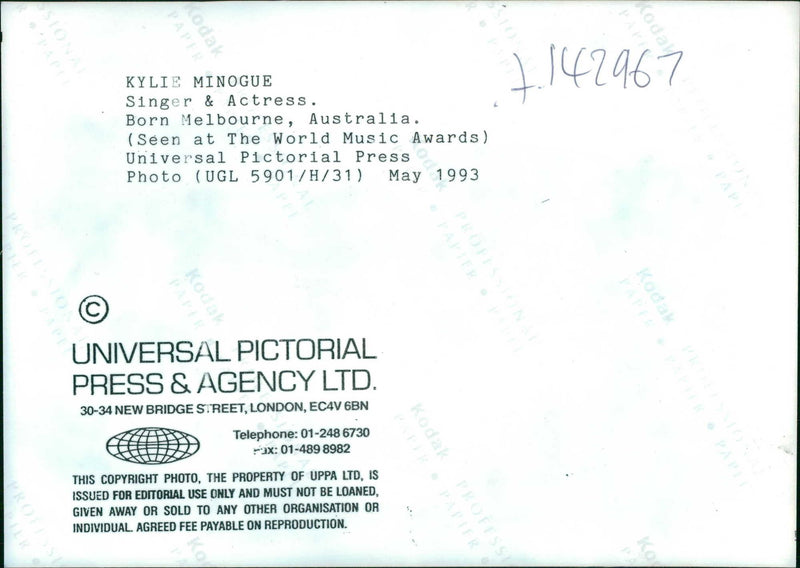 KYLIE MINOGUE
Singer & Actress.
Born Melbourne, Australia.
(Seen at The World Music Awards)
Universal Pictorial Press
Photo (UGL 5901/H/31) May 1993
142967
©
UNIVERSAL PICTORIAL
PRESS & AGENCY LTD.
30-34 NEW BRIDGE STREET, LONDON, EC4V 6BN
Telephone: 01-248 6730
Fax: 01-489 8982
THIS COPYRIGHT PHOTO, THE PROPERTY OF UPPA LTD, IS
ISSUED FOR EDITORIAL USE ONLY AND MUST NOT BE LOANED,
GIVEN AWAY OR SOLD TO ANY OTHER ORGANISATION OR
INDIVIDUAL. AGREED FEE PAYABLE ON REPRODUCTION.
Kodak
PROFESSIONAL
PAPER